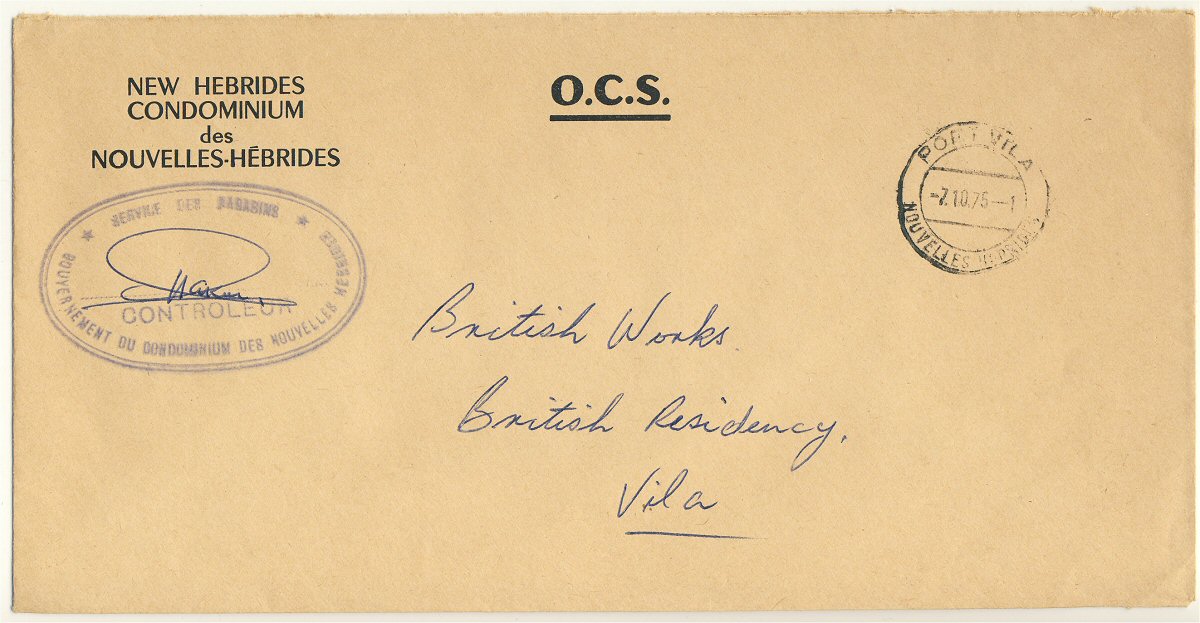 NEW HEBRIDES
CONDOMINIUM
des
NOUVELLES-HÉBRIDES
O.C.S.
PORT VILA
-7.10.75-1
NOUVELLES HEBRIDES
SERVICE DES
CONTROLEUR
GOUVERNEMENT DU CONDOMINIUM DES NOUVELLES HEBRIDES
British Works.
British Residency,
Vila